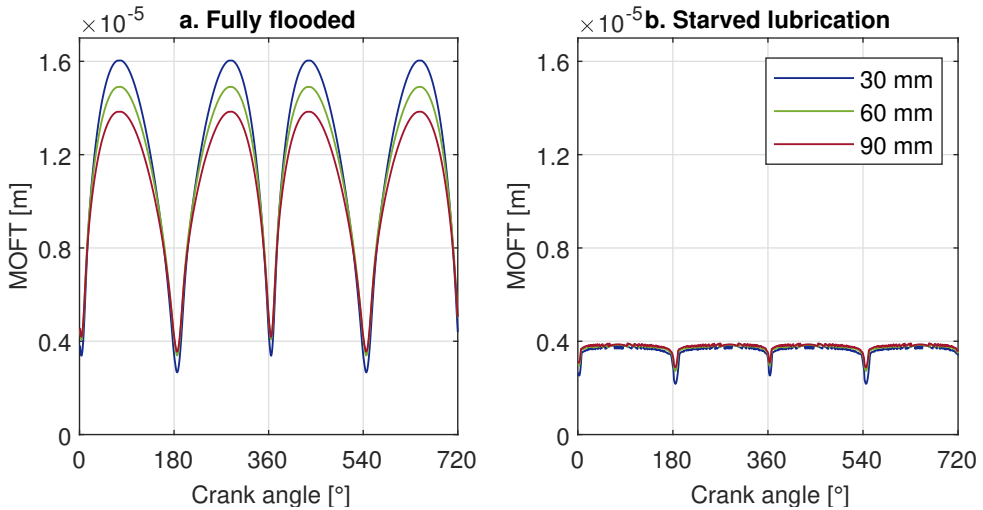 ×10⁻⁵
a. Fully flooded
1.6
1.2
0.8
0.4
0
MOFT [m]
0
180
360
540
720
Crank angle [°]
×10⁻⁵
b. Starved lubrication
1.6
1.2
0.8
0.4
0
MOFT [m]
30 mm
60 mm
90 mm
0
180
360
540
720
Crank angle [°]